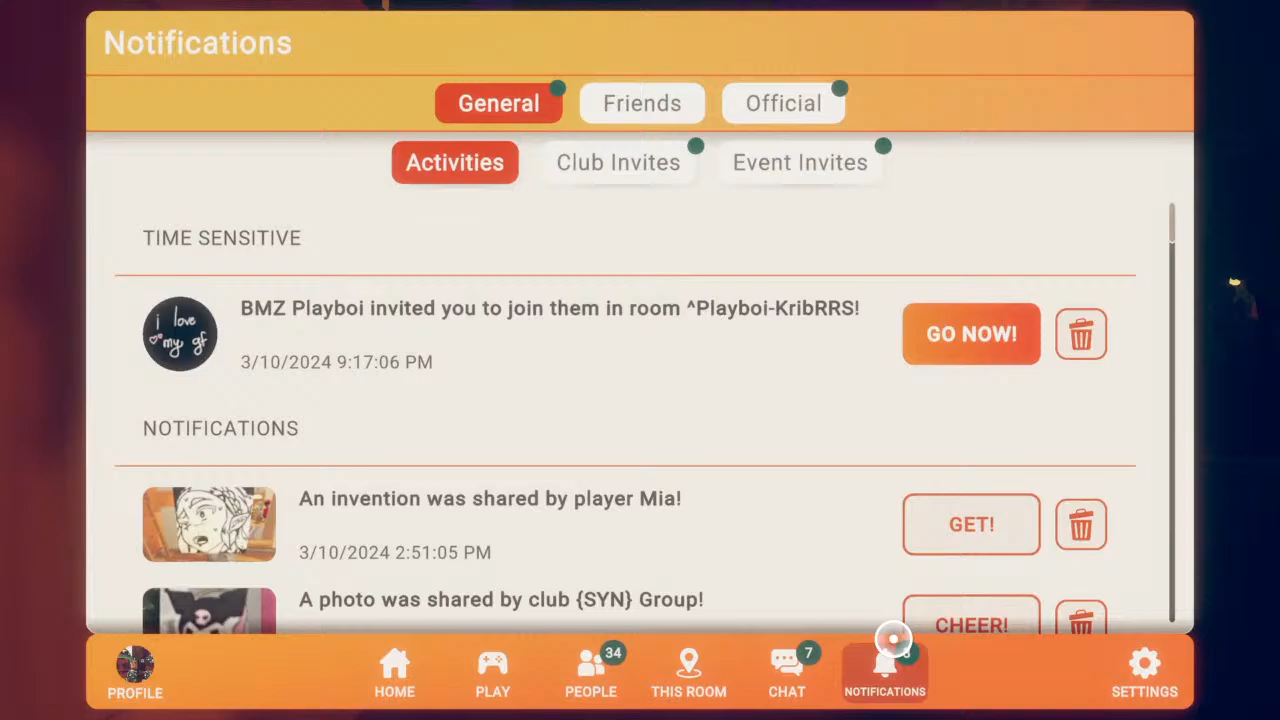 Notifications
General
Friends
Official
Activities
Club Invites
Event Invites
TIME SENSITIVE
i love
my gf
BMZ Playboi invited you to join them in room ^Playboi-KribRRS!
3/10/2024 9:17:06 PM
GO NOW!
NOTIFICATIONS
An invention was shared by player Mia!
3/10/2024 2:51:05 PM
GET!
A photo was shared by club {SYN} Group!
CHEER!
PROFILE
HOME
PLAY
34
PEOPLE
THIS ROOM
7
CHAT
NOTIFICATIONS
SETTINGS